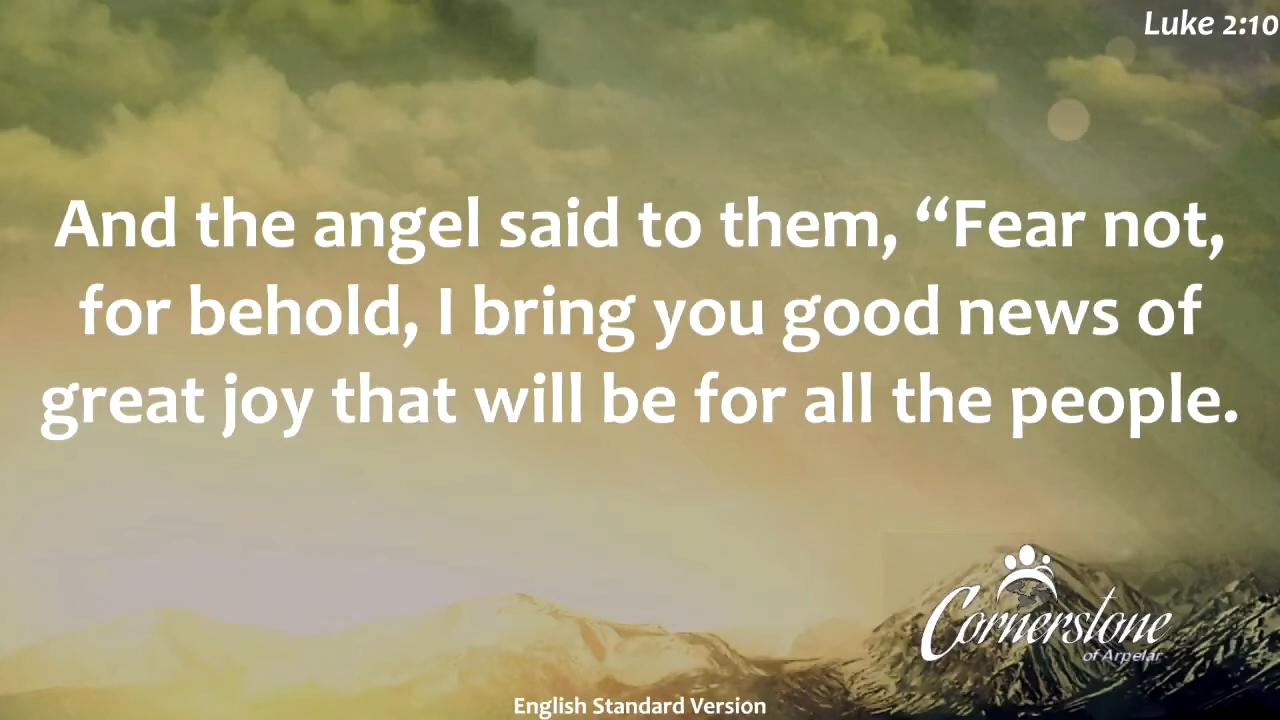 Luke 2:10
And the angel said to them, “Fear not,
for behold, I bring you good news of
great joy that will be for all the people.
Cornerstone
of Arpelar
English Standard Version